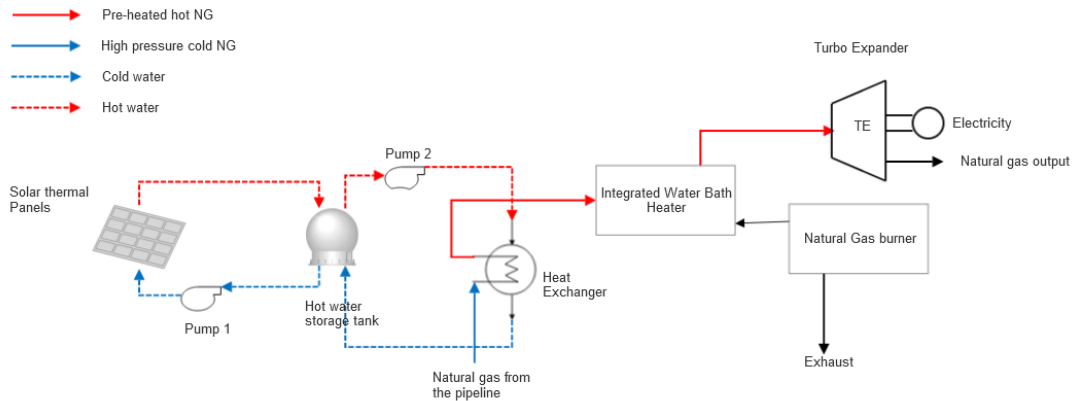 Pre-heated hot NG
High pressure cold NG
Cold water
Hot water
Turbo Expander
TE
Electricity
Natural gas output
Pump 2
Solar thermal
Panels
Integrated Water Bath
Heater
Natural Gas burner
Heat
Exchanger
Hot water
storage tank
Pump 1
Exhaust
Natural gas from
the pipeline